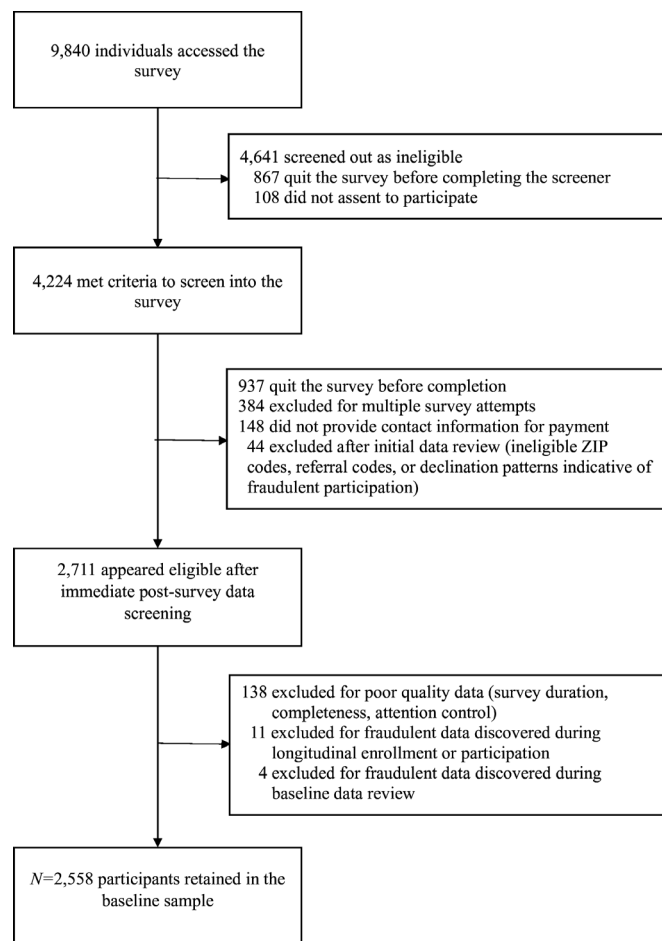 9,840 individuals accessed the
survey
4,641 screened out as ineligible
867 quit the survey before completing the screener
108 did not assent to participate
4,224 met criteria to screen into the
survey
937 quit the survey before completion
384 excluded for multiple survey attempts
148 did not provide contact information for payment
44 excluded after initial data review (ineligible ZIP
codes, referral codes, or declination patterns indicative of
fraudulent participation)
2,711 appeared eligible after
immediate post-survey data
screening
138 excluded for poor quality data (survey duration,
completeness, attention control)
11 excluded for fraudulent data discovered during
longitudinal enrollment or participation
4 excluded for fraudulent data discovered during
baseline data review
N=2,558 participants retained in the
baseline sample